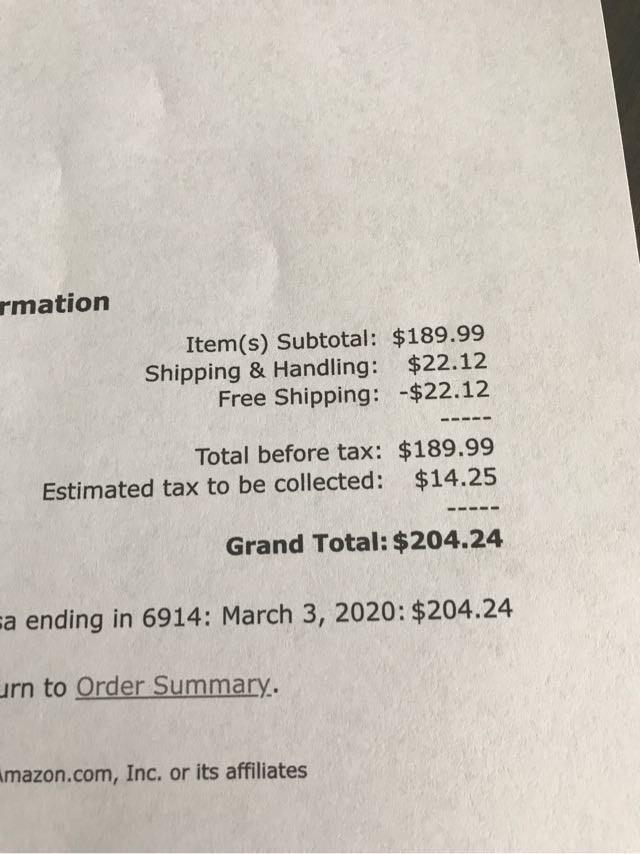 rmation
Item(s) Subtotal: $189.99
Shipping & Handling: $22.12
Free Shipping: -$22.12
-----
Total before tax: $189.99
Estimated tax to be collected: $14.25
-----
Grand Total: $204.24
sa ending in 6914: March 3, 2020: $204.24
urn to Order Summary.
Amazon.com, Inc. or its affiliates